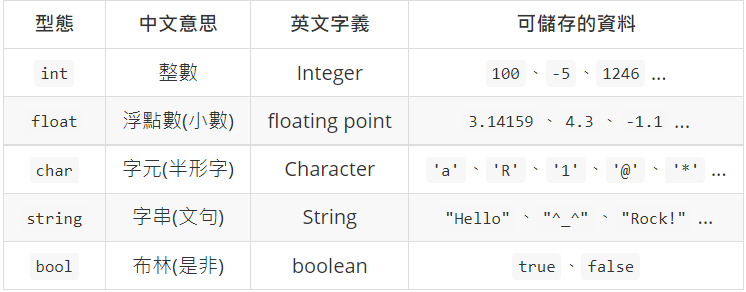 型態 中文意思 英文字義 可儲存的資料
int 整數 Integer 100、-5、1246 ...
float 浮點數(小數) floating point 3.14159 、 4.3 、 -1.1 ...
char 字元(半形字) Character 'a'、'R'、'1'、'@'、'*' ...
string 字串(文句) String "Hello" 、 "^_^" 、 "Rock!" ...
bool 布林(是非) boolean true、false